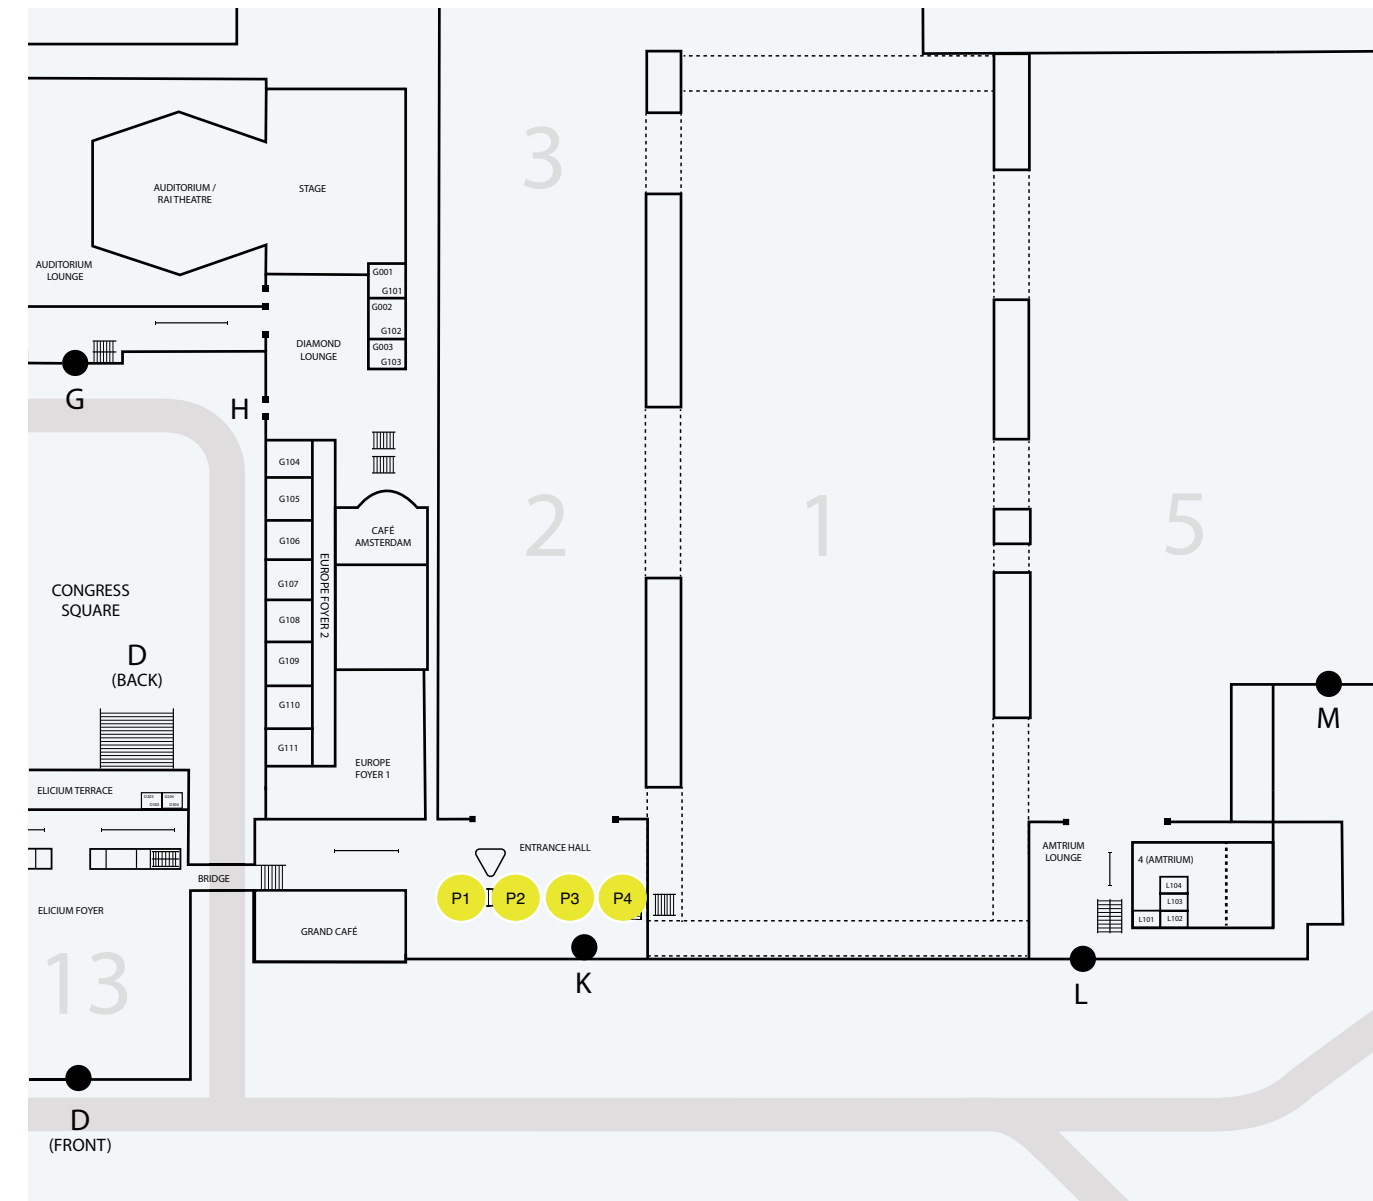 3
AUDITORIUM /
RAI THEATRE
STAGE
AUDITORIUM
LOUNGE
G001
G101
G002
G102
G003
G103
DIAMOND
LOUNGE
G
H
G104
G105
G106
G107
G108
G109
G110
G111
EUROPE FOYER 2
CAFÉ
AMSTERDAM
2
1
5
CONGRESS
SQUARE
D
(BACK)
M
EUROPE
FOYER 1
ELICIUM TERRACE
ENTRANCE HALL
AMTRIUM
LOUNGE
4 (AMTRIUM)
L104
L103
L101
L102
BRIDGE
P1
P2
P3
P4
ELICIUM FOYER
GRAND CAFÉ
13
K
L
D
(FRONT)